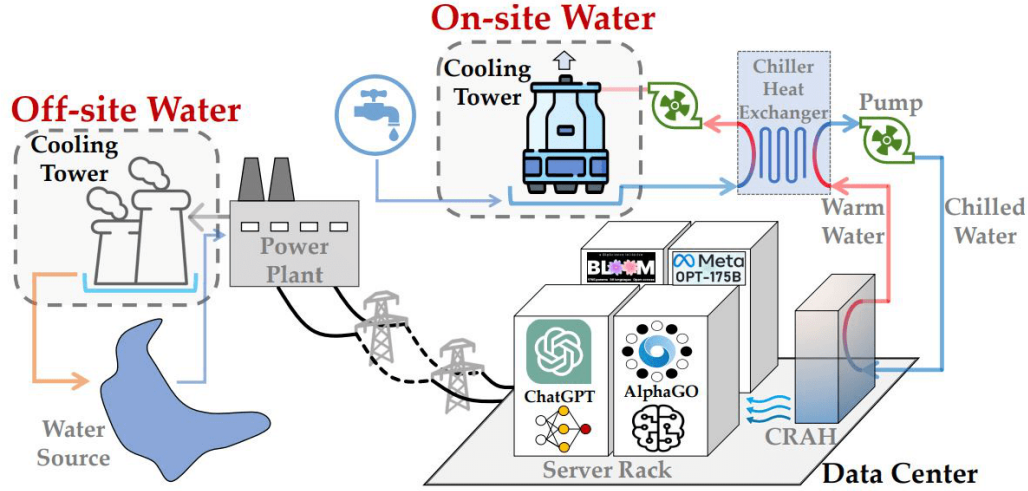 On-site Water
Off-site Water
Cooling
Tower
Cooling
Tower
Chiller
Heat
Exchanger
Pump
Power
Plant
Warm
Water
Chilled
Water
BLOOM
Meta
OPT-175B
ChatGPT
AlphaGO
Water
Source
CRAH
Server Rack
Data Center